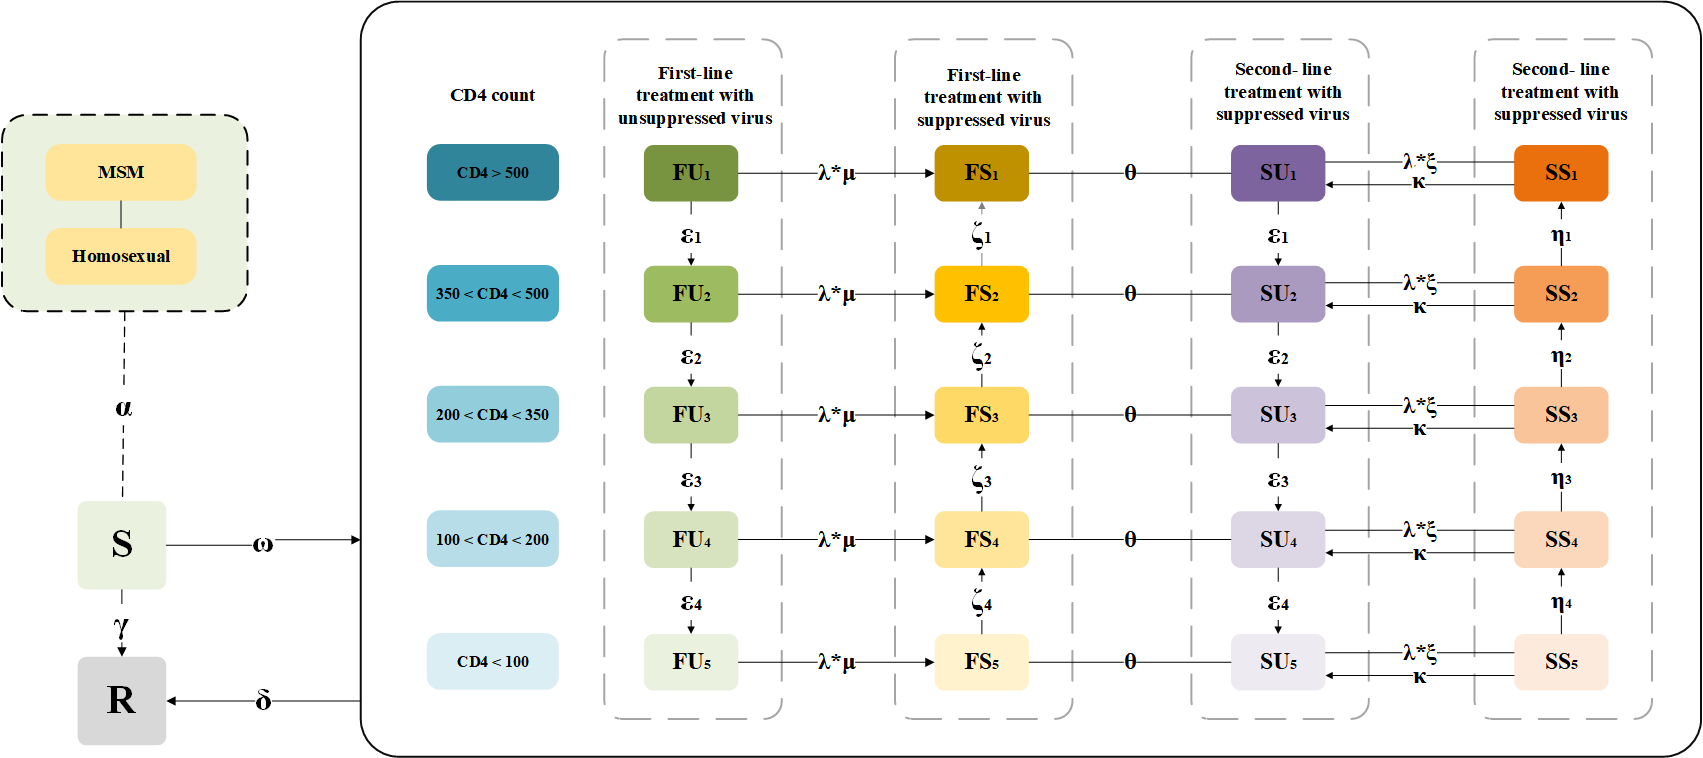 CD4 count
First-line
treatment with
unsuppressed virus
First-line
treatment with
suppressed virus
Second- line
treatment with
suppressed virus
Second- line
treatment with
suppressed virus
MSM
Homosexual
α
S
ω
γ
R
δ
CD4 > 500
FU1
λ*μ
FS1
θ
SU1
λ*ξ
κ
SS1
ε1
ζ1
ε1
η1
350 < CD4 < 500
FU2
λ*μ
FS2
θ
SU2
λ*ξ
κ
SS2
ε2
ζ2
ε2
η2
200 < CD4 < 350
FU3
λ*μ
FS3
θ
SU3
λ*ξ
κ
SS3
ε3
ζ3
ε3
η3
100 < CD4 < 200
FU4
λ*μ
FS4
θ
SU4
λ*ξ
κ
SS4
ε4
ζ4
ε4
η4
CD4 < 100
FU5
λ*μ
FS5
θ
SU5
λ*ξ
κ
SS5